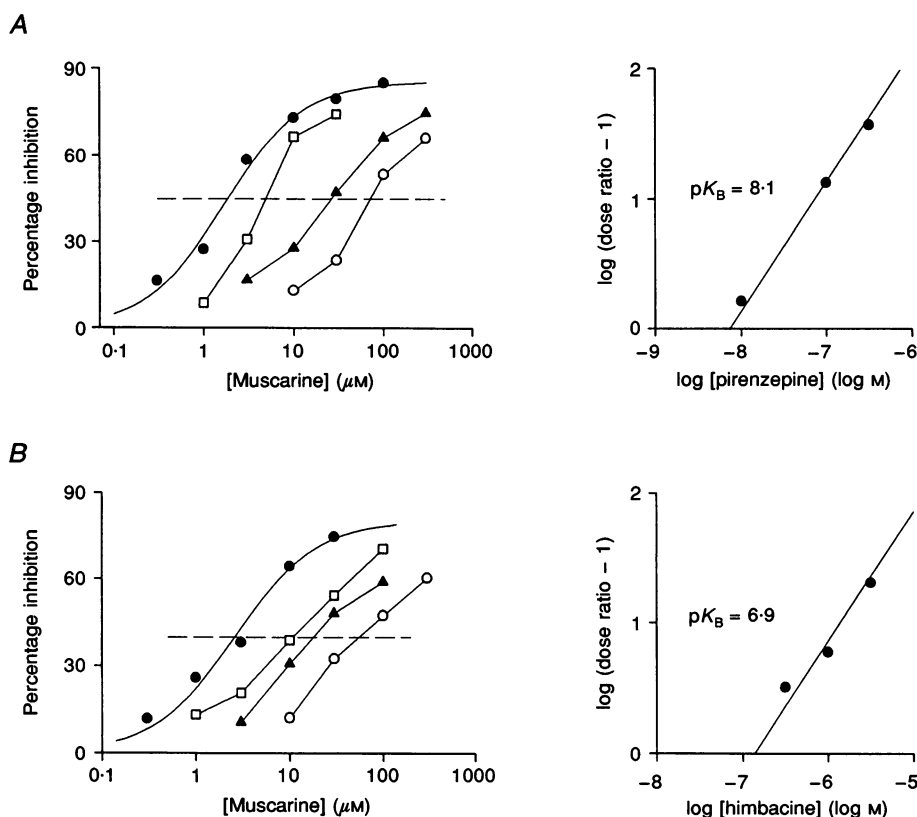 A
90
60
30
0
Percentage inhibition
0·1
1
10
100
1000
[Muscarine] (μM)
2
1
0
log (dose ratio – 1)
pKB = 8·1
-9
-8
-7
-6
log [pirenzepine] (log M)
B
90
60
30
0
Percentage inhibition
0·1
1
10
100
1000
[Muscarine] (μM)
2
1
0
log (dose ratio – 1)
pKB = 6·9
-8
-7
-6
-5
log [himbacine] (log M)